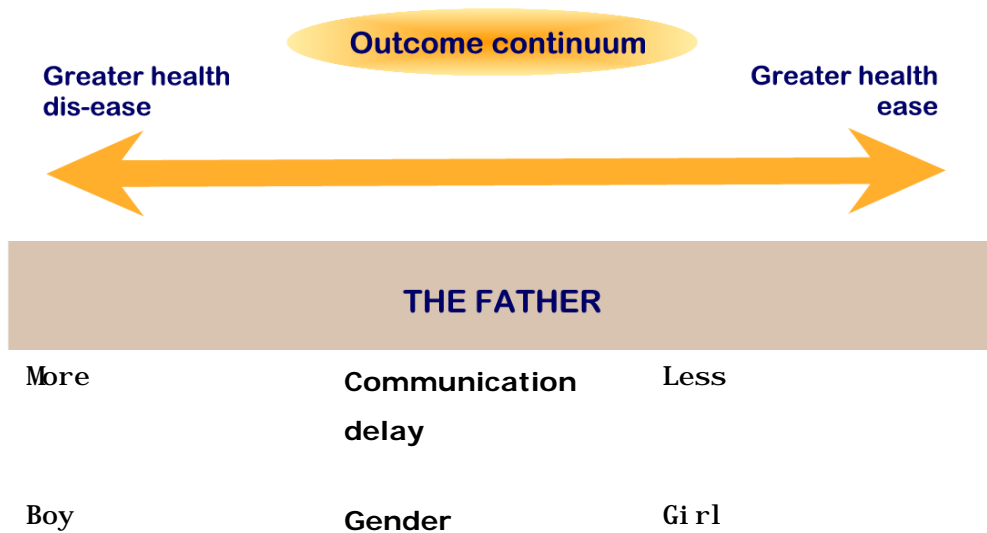 Outcome continuum
Greater health
dis-ease
Greater health
ease
THE FATHER
More
Communication
delay
Less
Boy
Gender
Girl